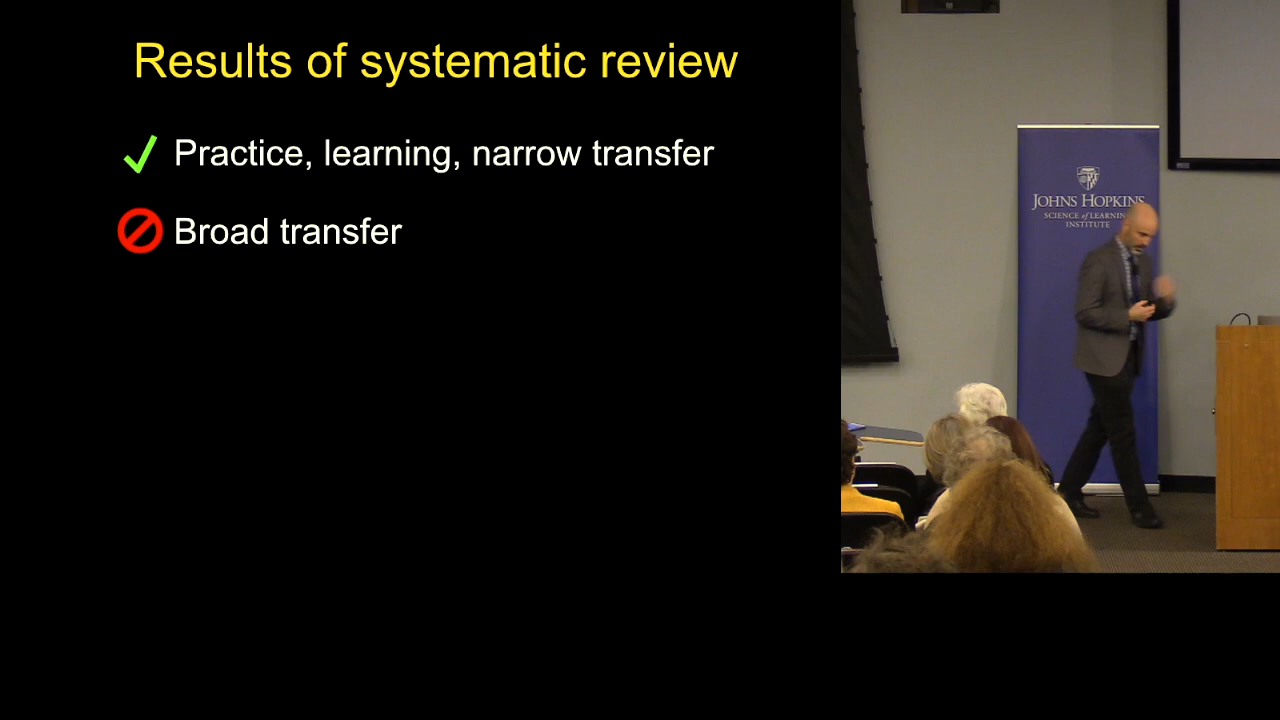 Results of systematic review
Practice, learning, narrow transfer
Broad transfer
JOHNS HOPKINS
SCIENCE of LEARNING
INSTITUTE